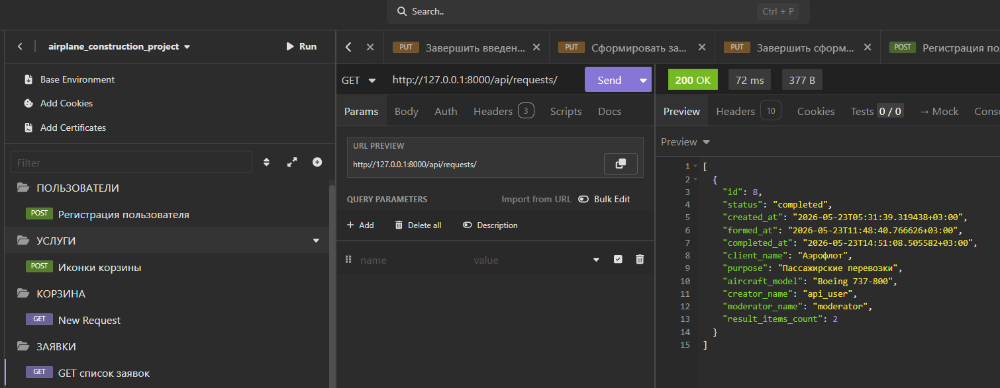 Search..
Ctrl + P
airplane_construction_project
Run
Base Environment
Add Cookies
Add Certificates
Filter
ПОЛЬЗОВАТЕЛИ
POST Регистрация пользователя
УСЛУГИ
POST Иконки корзины
КОРЗИНА
GET New Request
ЗАЯВКИ
GET GET список заявок
PUT Завершить введен...
PUT Сформировать за...
PUT Завершить сформ...
POST Регистрация по
GET http://127.0.0.1:8000/api/requests/ Send
Params Body Auth Headers 3 Scripts Docs
URL PREVIEW
http://127.0.0.1:8000/api/requests/
QUERY PARAMETERS Import from URL Bulk Edit
+ Add Delete all Description
name value
200 OK 72 ms 377 B
Preview Headers 10 Cookies Tests 0 / 0 → Mock Cons
Preview
1 [
2 {
3 "id": 8,
4 "status": "completed",
5 "created_at": "2026-05-23T05:31:39.319438+03:00",
6 "formed_at": "2026-05-23T11:48:40.766626+03:00",
7 "completed_at": "2026-05-23T14:51:08.505582+03:00",
8 "client_name": "Аэрофлот",
9 "purpose": "Пассажирские перевозки",
10 "aircraft_model": "Boeing 737-800",
11 "creator_name": "api_user",
12 "moderator_name": "moderator",
13 "result_items_count": 2
14 }
15 ]